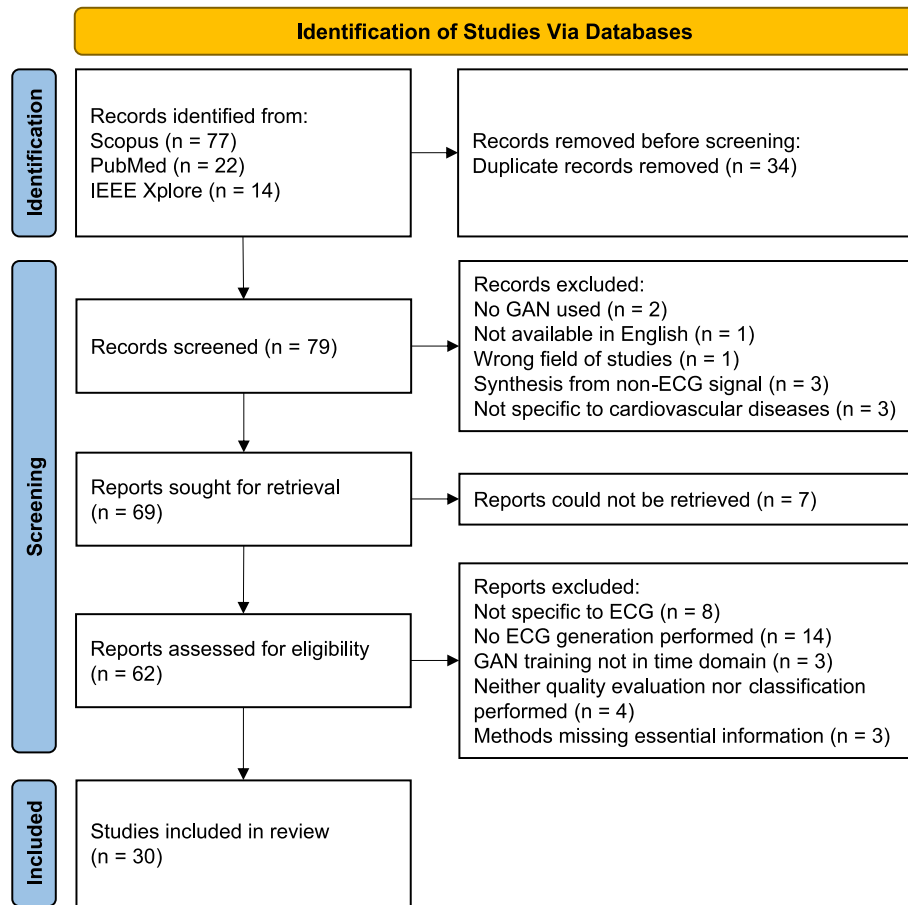 Identification of Studies Via Databases
Identification
Records identified from:
Scopus (n = 77)
PubMed (n = 22)
IEEE Xplore (n = 14)
Records removed before screening:
Duplicate records removed (n = 34)
Screening
Records screened (n = 79)
Records excluded:
No GAN used (n = 2)
Not available in English (n = 1)
Wrong field of studies (n = 1)
Synthesis from non-ECG signal (n = 3)
Not specific to cardiovascular diseases (n = 3)
Reports sought for retrieval
(n = 69)
Reports could not be retrieved (n = 7)
Reports assessed for eligibility
(n = 62)
Reports excluded:
Not specific to ECG (n = 8)
No ECG generation performed (n = 14)
GAN training not in time domain (n = 3)
Neither quality evaluation nor classification
performed (n = 4)
Methods missing essential information (n = 3)
Included
Studies included in review
(n = 30)